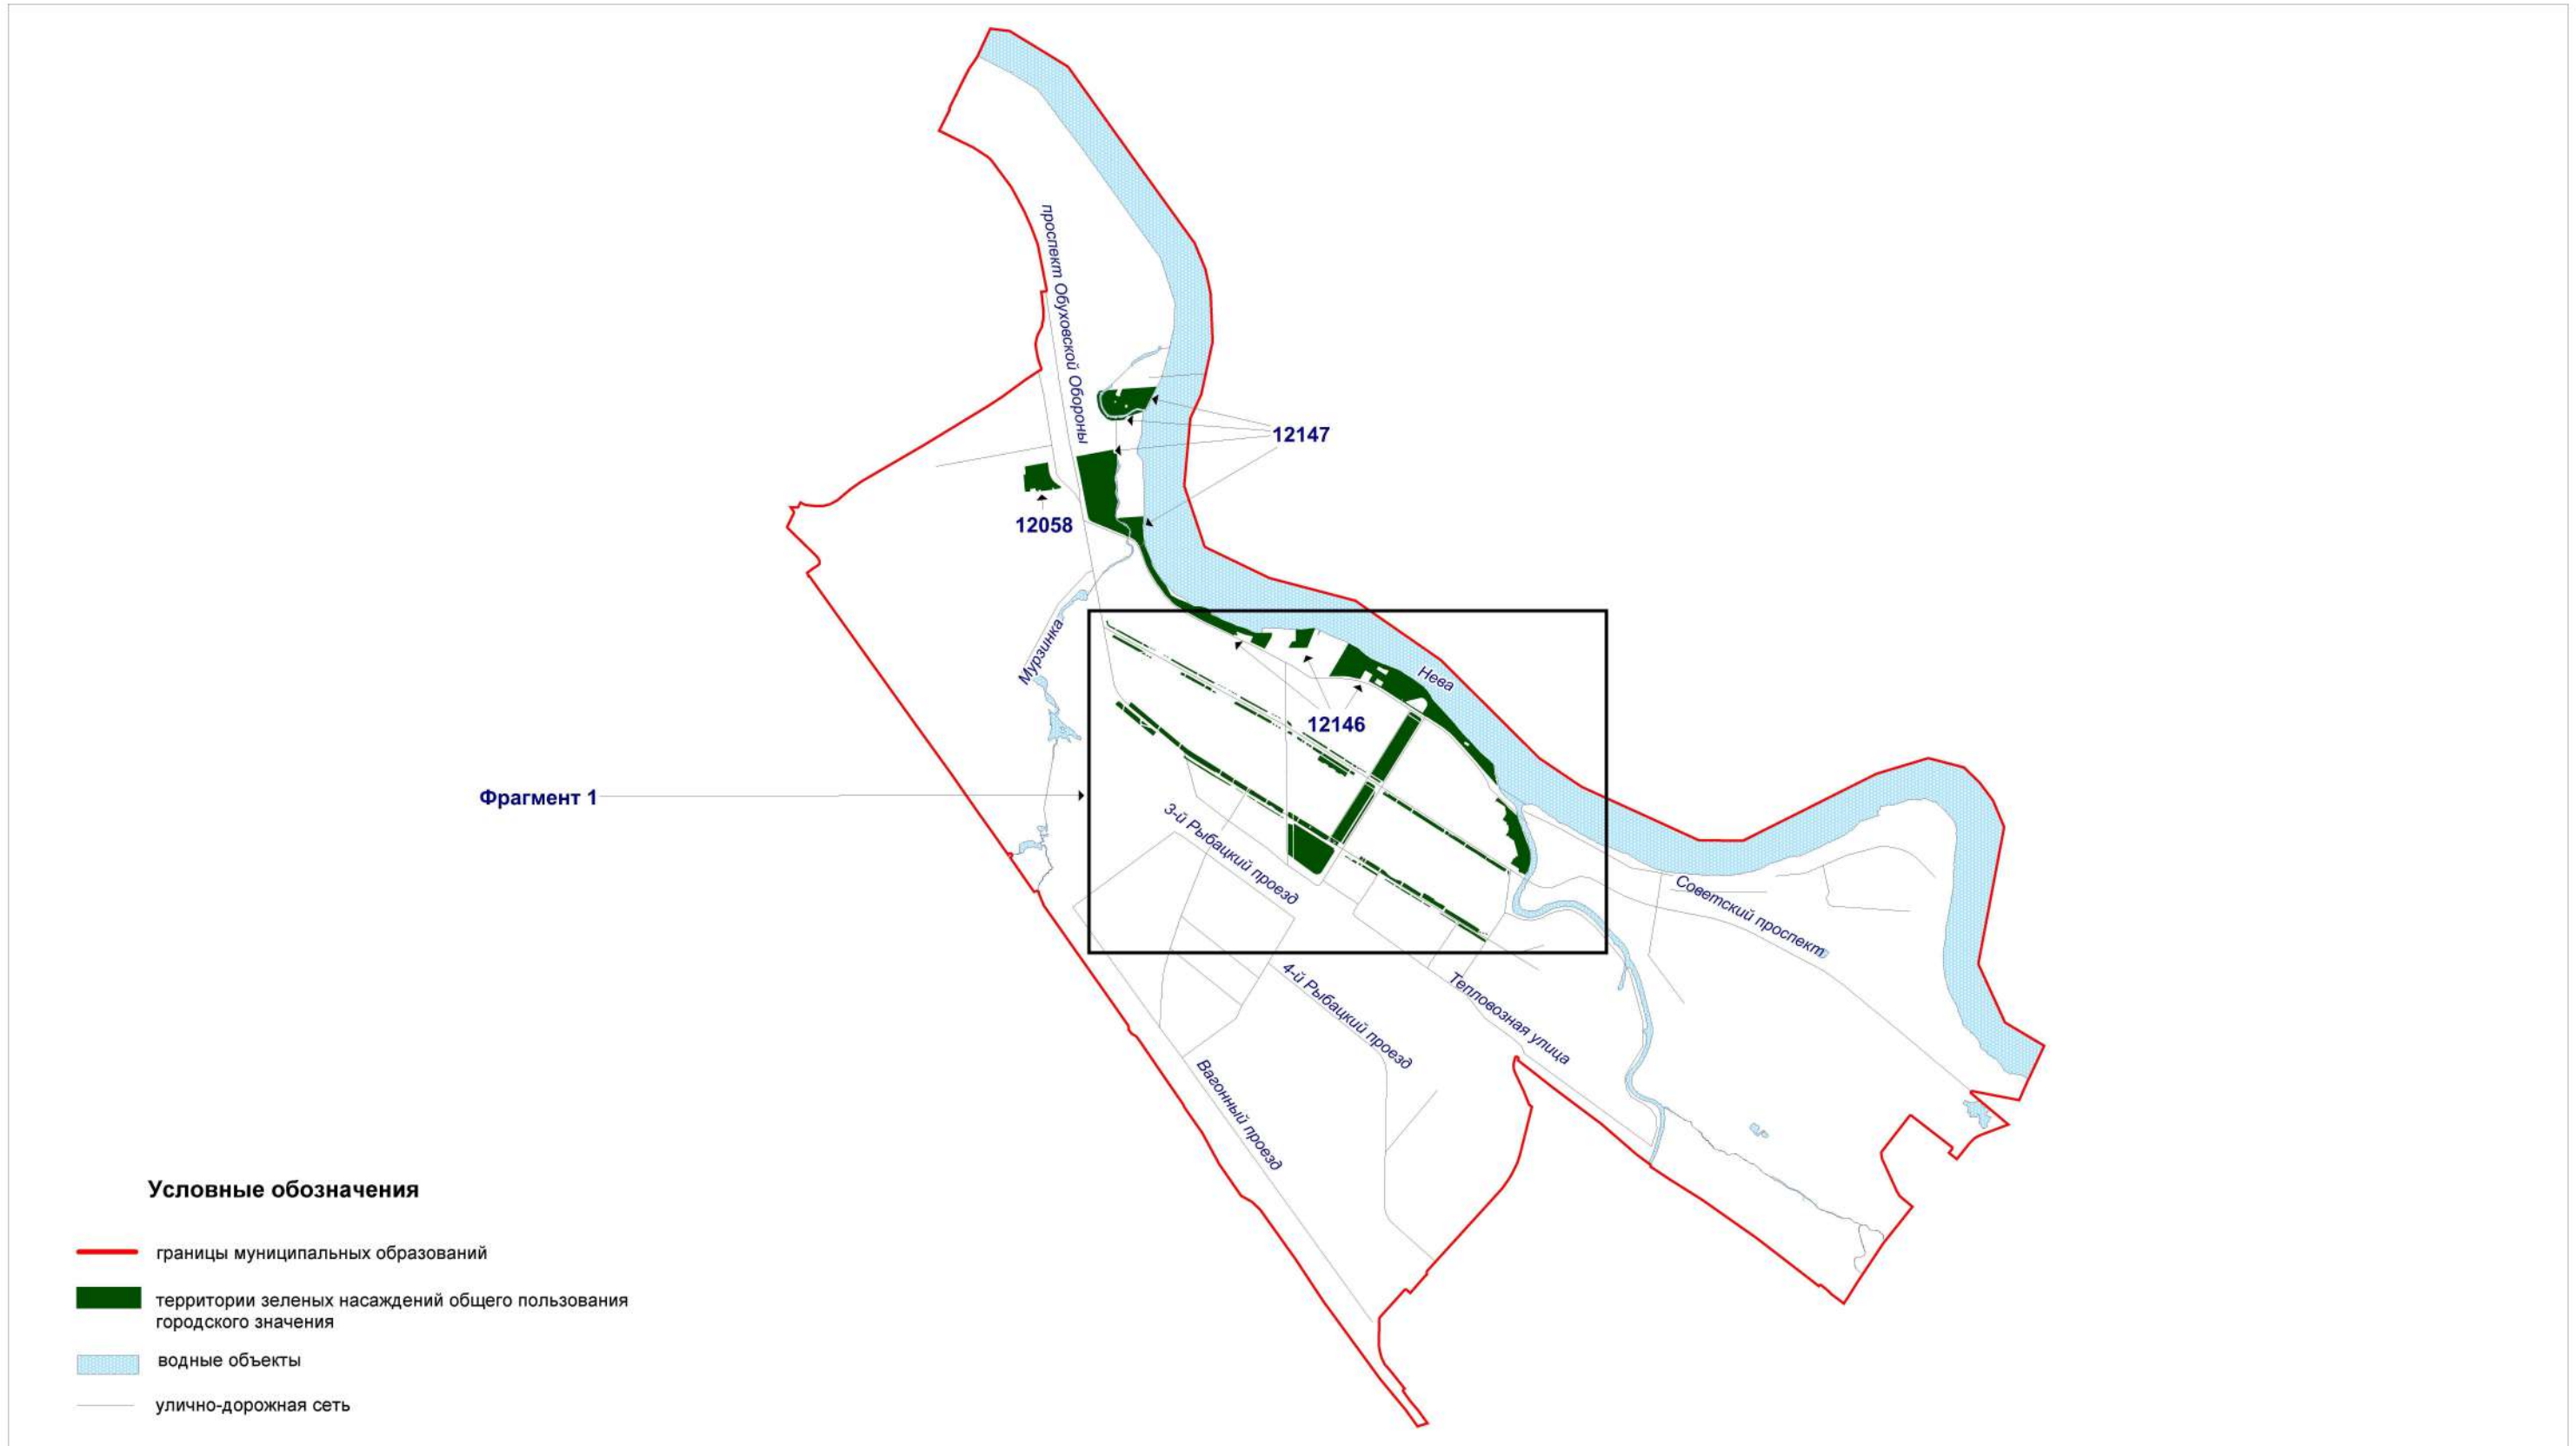 проспект Обуховской Обороны
12147
12058
Мурзинка
Нева
12146
Фрагмент 1
3-й Рыбацкий проезд
Советский проспект
4-й Рыбацкий проезд
Тепловозная улица
Вагонный проезд
Условные обозначения
границы муниципальных образований
территории зеленых насаждений общего пользования
городского значения
водные объекты
улично-дорожная сеть